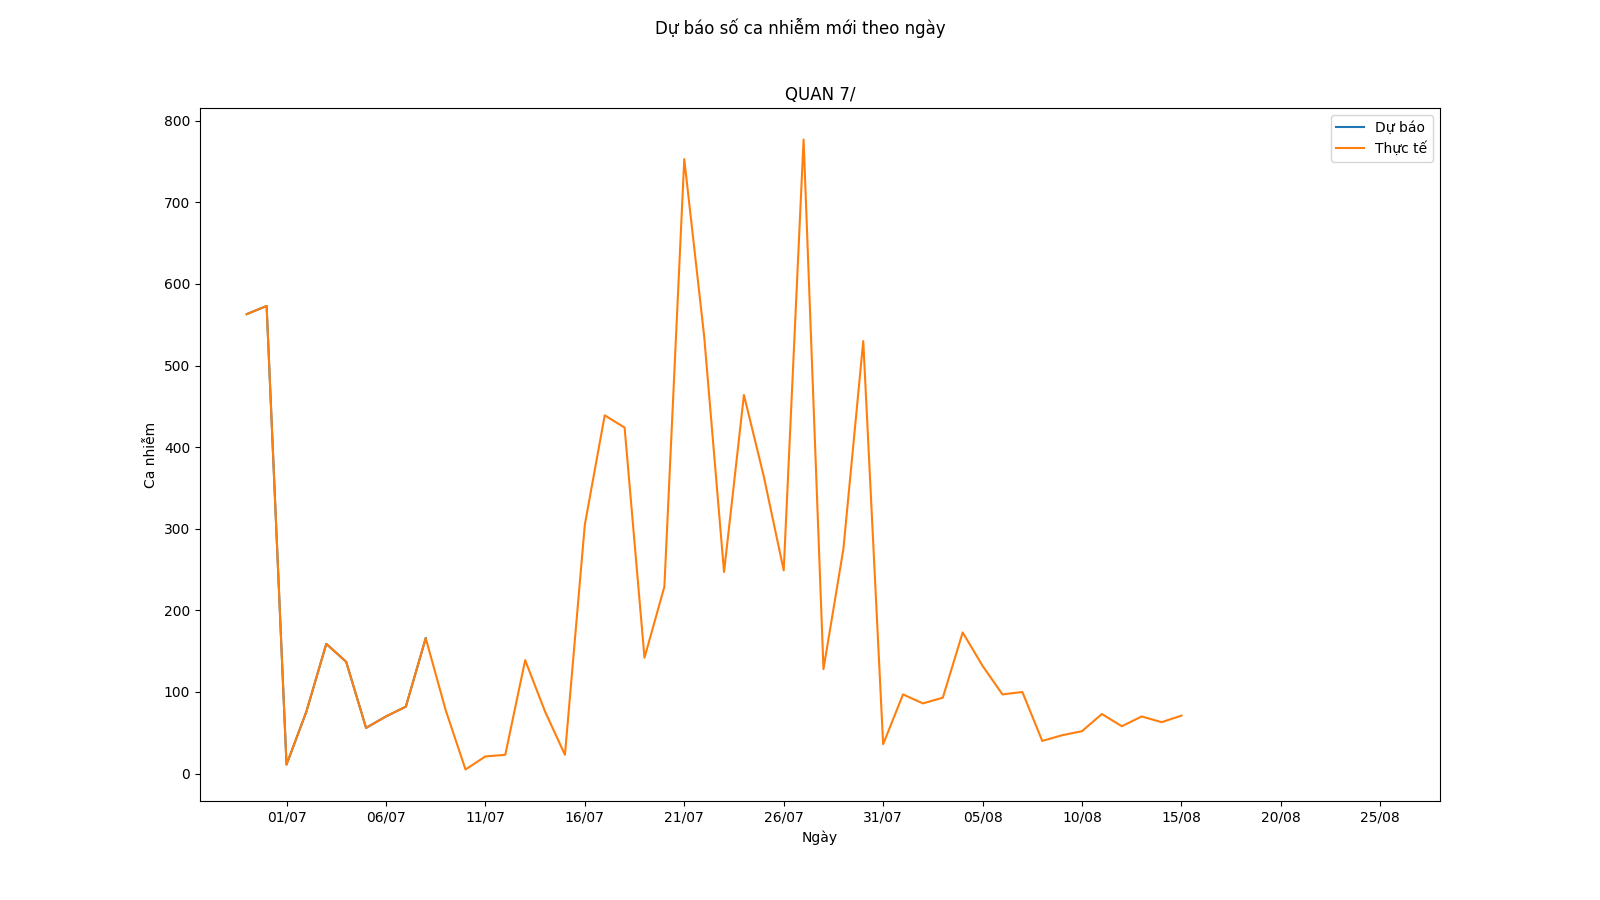 Dự báo số ca nhiễm mới theo ngày
QUAN 7/
Dự báo
Thực tế
800
700
600
500
400
300
200
100
0
Ca nhiễm
01/07 06/07 11/07 16/07 21/07 26/07 31/07 05/08 10/08 15/08 20/08 25/08
Ngày